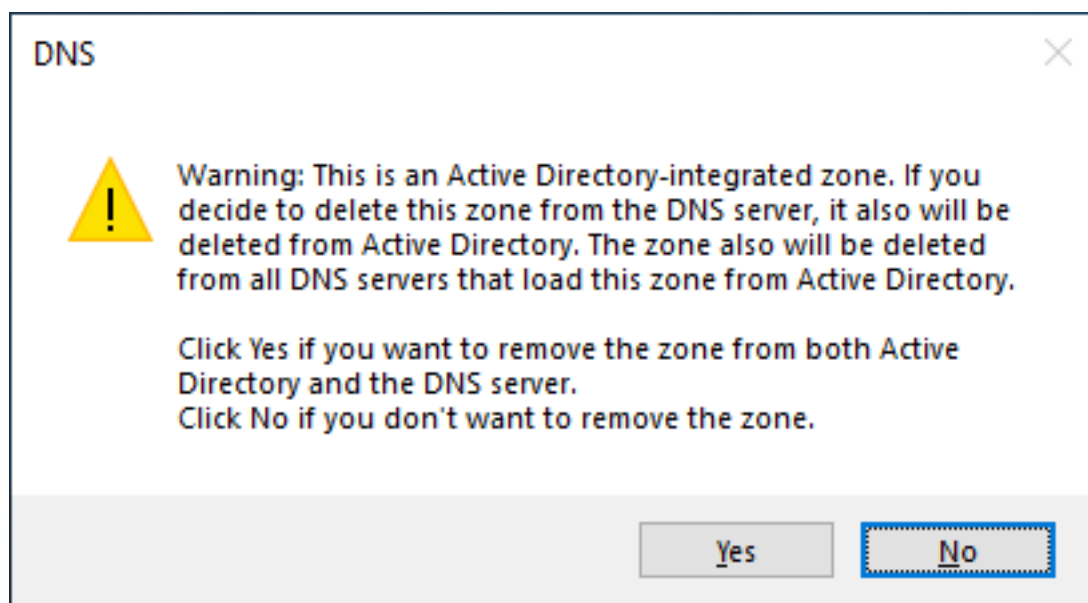 DNS
Warning: This is an Active Directory-integrated zone. If you
decide to delete this zone from the DNS server, it also will be
deleted from Active Directory. The zone also will be deleted
from all DNS servers that load this zone from Active Directory.
Click Yes if you want to remove the zone from both Active
Directory and the DNS server.
Click No if you don't want to remove the zone.
Yes
No